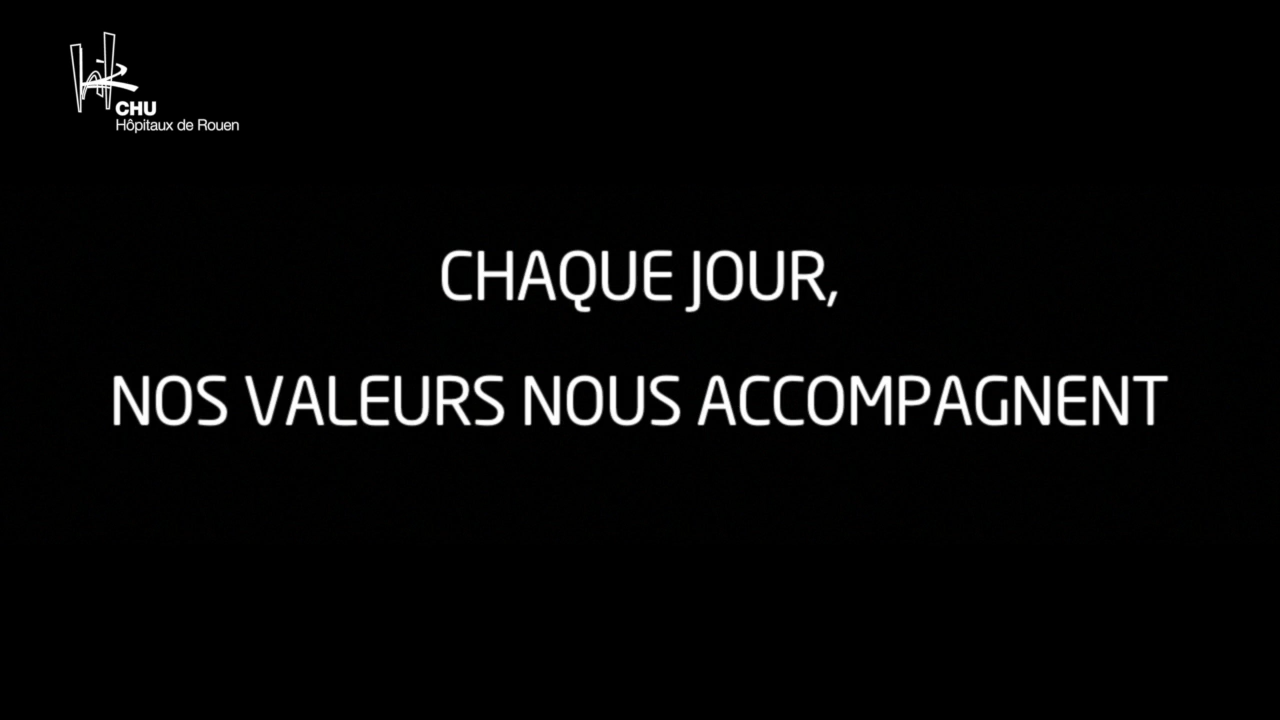 CHU
Hôpitaux de Rouen
CHAQUE JOUR,
NOS VALEURS NOUS ACCOMPAGNENT